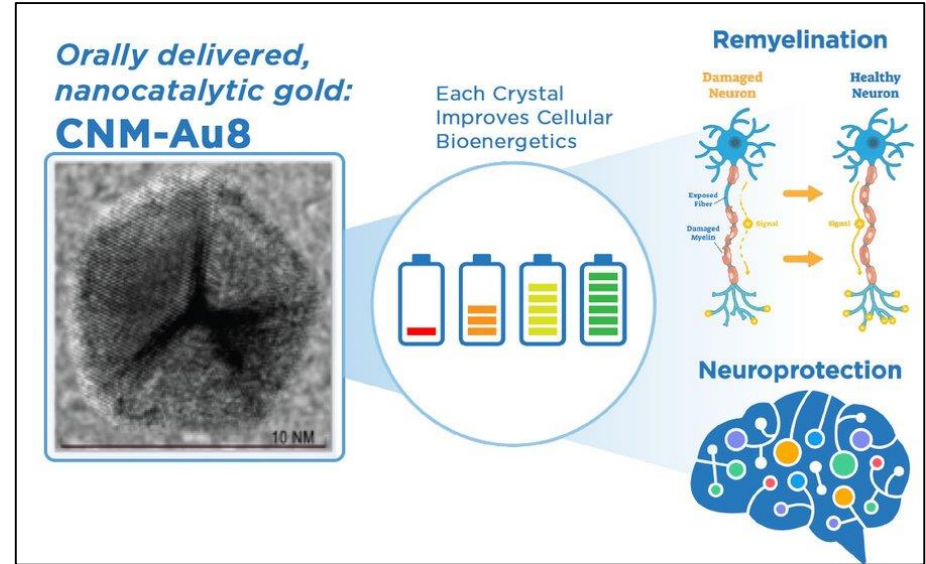 Orally delivered,
nanocatalytic gold:
CNM-Au8
10 NM
Each Crystal
Improves Cellular
Bioenergetics
Remyelination
Damaged
Neuron
Healthy
Neuron
Exposed
Fiber
Signal
Damaged
Myelin
Signal
Neuroprotection